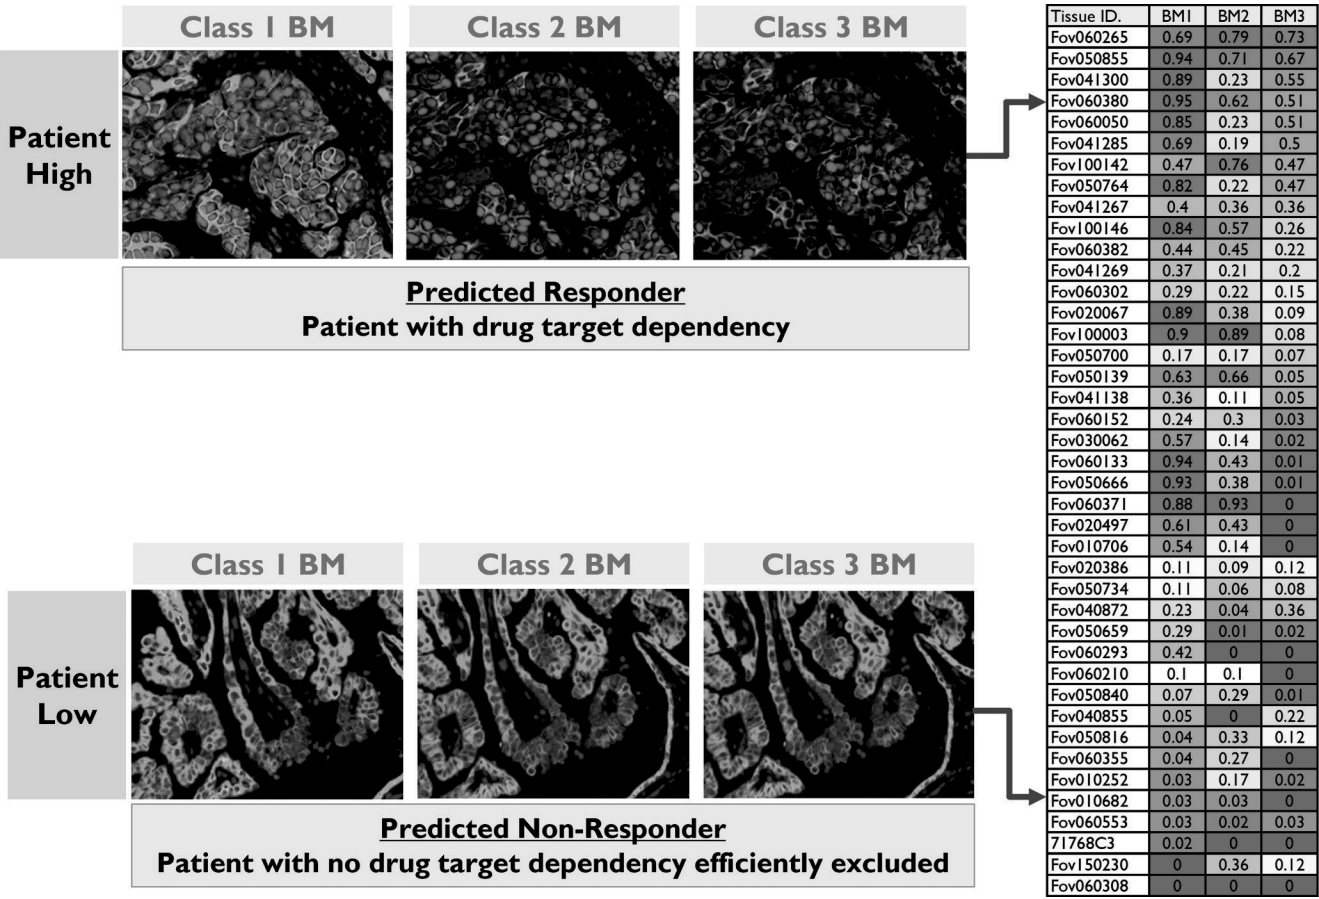 Class 1 BM Class 2 BM Class 3 BM
Patient
High
Predicted Responder
Patient with drug target dependency
Class 1 BM Class 2 BM Class 3 BM
Patient
Low
Predicted Non-Responder
Patient with no drug target dependency efficiently excluded
Tissue ID. BM1 BM2 BM3
Fov060265 0.69 0.79 0.73
Fov050855 0.94 0.71 0.67
Fov041300 0.89 0.23 0.55
Fov060380 0.95 0.62 0.51
Fov060050 0.85 0.23 0.51
Fov041285 0.69 0.19 0.5
Fov100142 0.47 0.76 0.47
Fov050764 0.82 0.22 0.47
Fov041267 0.4 0.36 0.36
Fov100146 0.84 0.57 0.26
Fov060382 0.44 0.45 0.22
Fov041269 0.37 0.21 0.2
Fov060302 0.29 0.22 0.15
Fov020067 0.89 0.38 0.09
Fov100003 0.9 0.89 0.08
Fov050700 0.17 0.17 0.07
Fov050139 0.63 0.66 0.05
Fov041138 0.36 0.11 0.05
Fov060152 0.24 0.3 0.03
Fov030062 0.57 0.14 0.02
Fov060133 0.94 0.43 0.01
Fov050666 0.93 0.38 0.01
Fov060371 0.88 0.93 0
Fov020497 0.61 0.43 0
Fov010706 0.54 0.14 0
Fov020386 0.11 0.09 0.12
Fov050734 0.11 0.06 0.08
Fov040872 0.23 0.04 0.36
Fov050659 0.29 0.01 0.02
Fov060293 0.42 0 0
Fov060210 0.1 0.1 0
Fov050840 0.07 0.29 0.01
Fov040855 0.05 0 0.22
Fov050816 0.04 0.33 0.12
Fov060355 0.04 0.27 0
Fov010252 0.03 0.17 0.02
Fov010682 0.03 0.03 0
Fov060553 0.03 0.02 0.03
71768C3 0.02 0 0
Fov150230 0 0.36 0.12
Fov060308 0 0 0